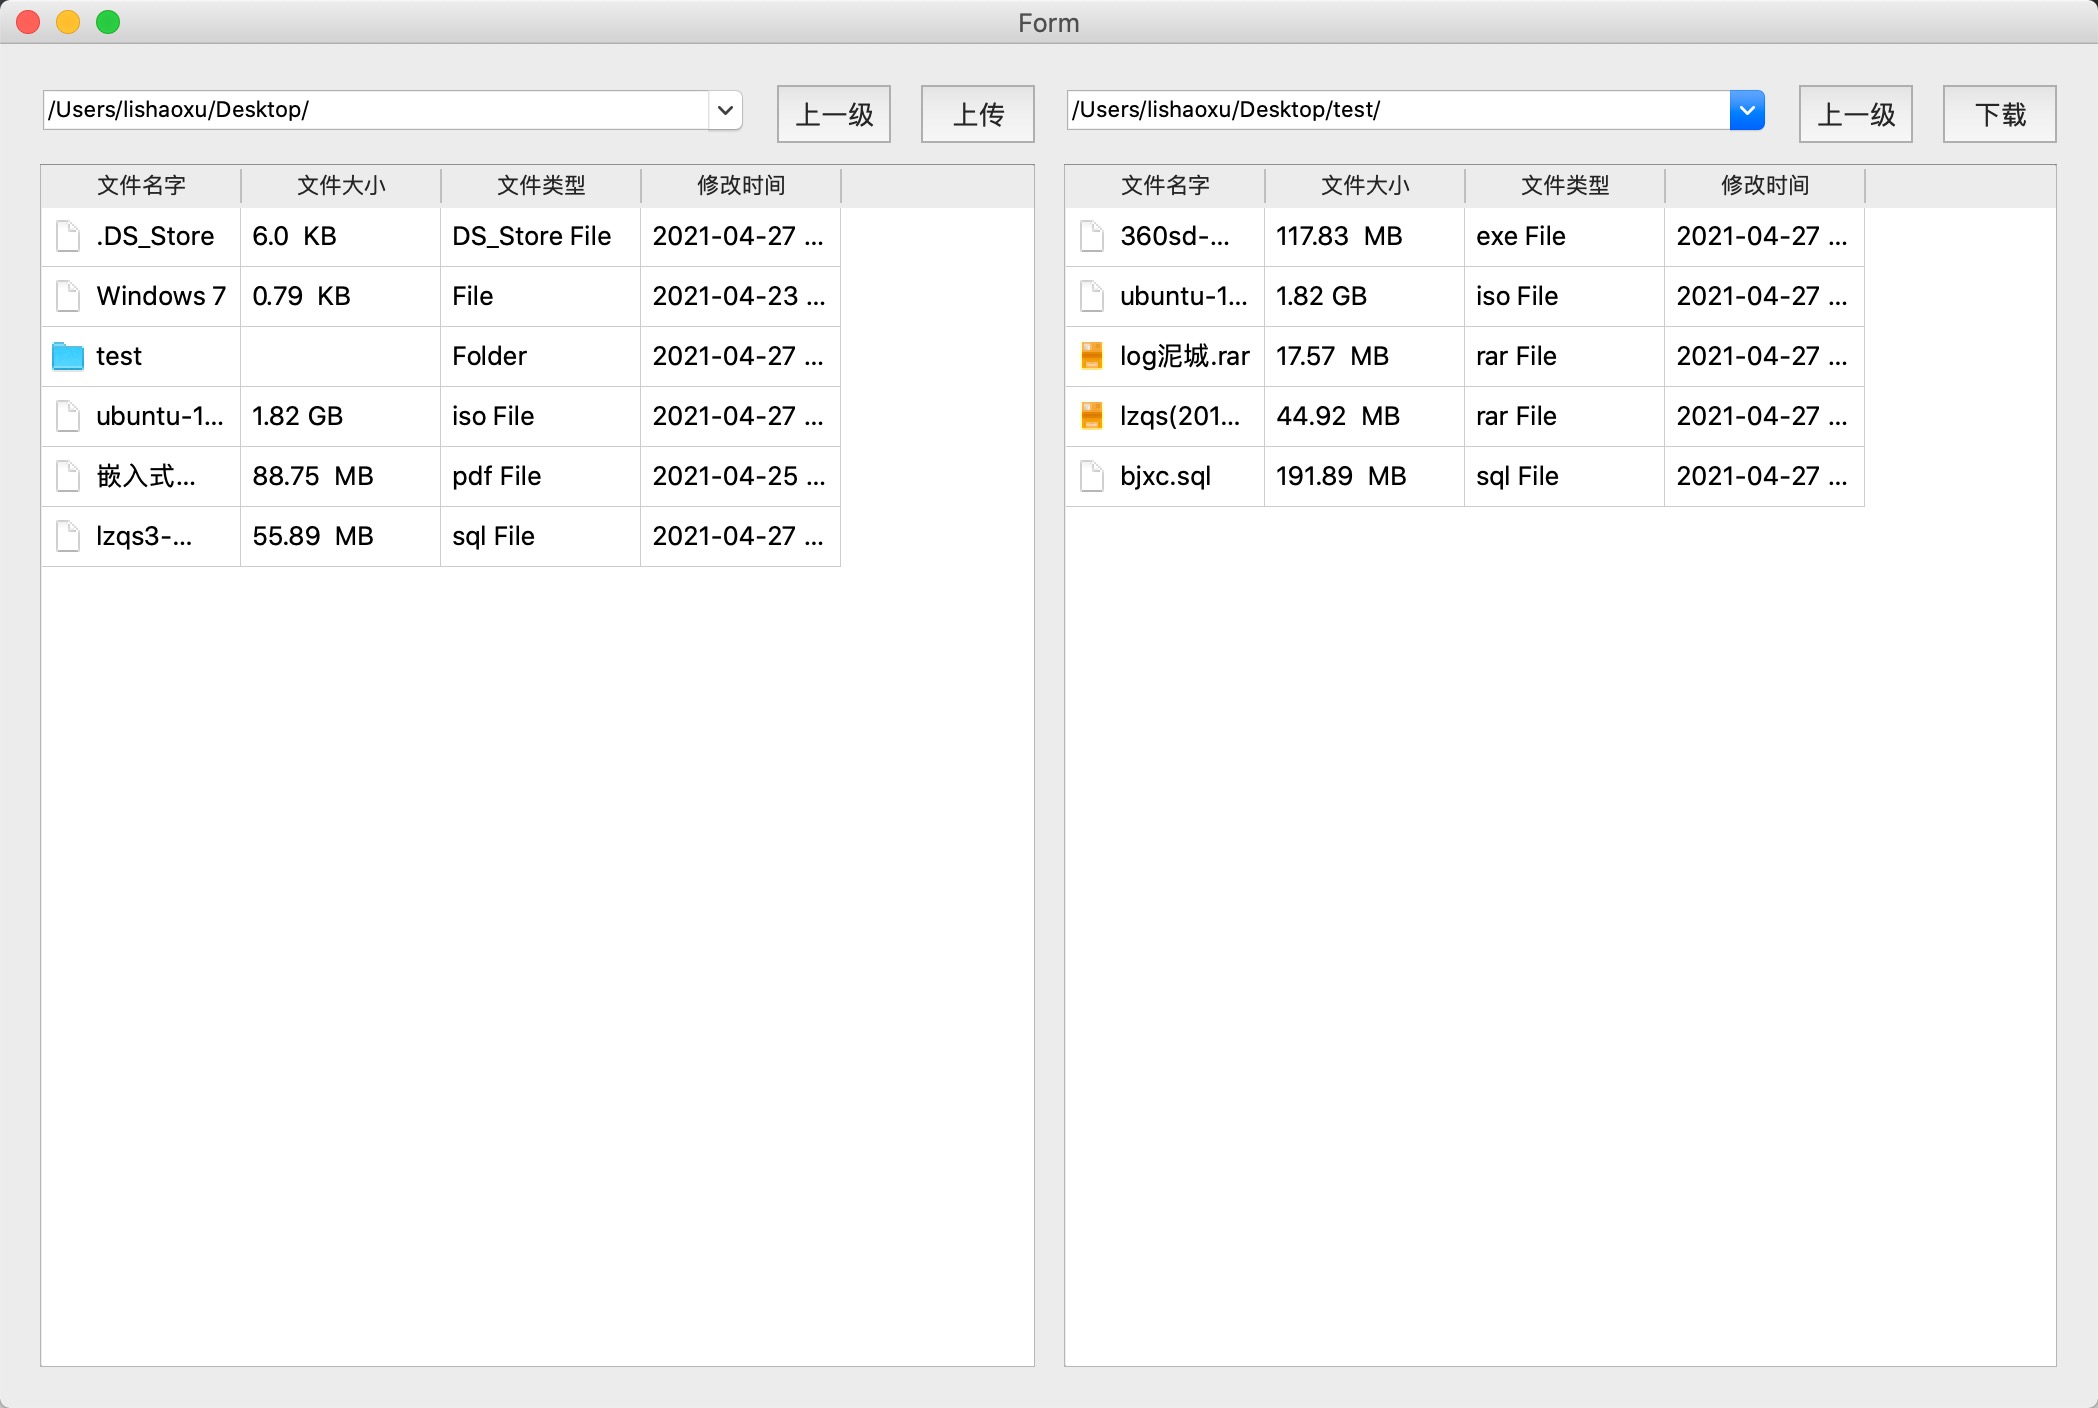 Form
/Users/lishaoxu/Desktop/ 上一级 上传
文件名字 文件大小 文件类型 修改时间
.DS_Store 6.0 KB DS_Store File 2021-04-27 ...
Windows 7 0.79 KB File 2021-04-23 ...
test Folder 2021-04-27 ...
ubuntu-1... 1.82 GB iso File 2021-04-27 ...
嵌入式... 88.75 MB pdf File 2021-04-25 ...
lzqs3-... 55.89 MB sql File 2021-04-27 ...
/Users/lishaoxu/Desktop/test/ 上一级 下载
文件名字 文件大小 文件类型 修改时间
360sd-... 117.83 MB exe File 2021-04-27 ...
ubuntu-1... 1.82 GB iso File 2021-04-27 ...
log泥城.rar 17.57 MB rar File 2021-04-27 ...
lzqs(201... 44.92 MB rar File 2021-04-27 ...
bjxc.sql 191.89 MB sql File 2021-04-27 ...